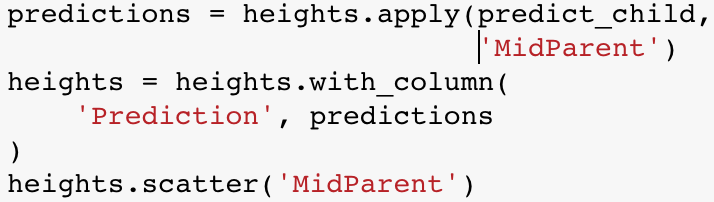 predictions = heights.apply(predict_child,
                            'MidParent')
heights = heights.with_column(
    'Prediction', predictions
)
heights.scatter('MidParent')